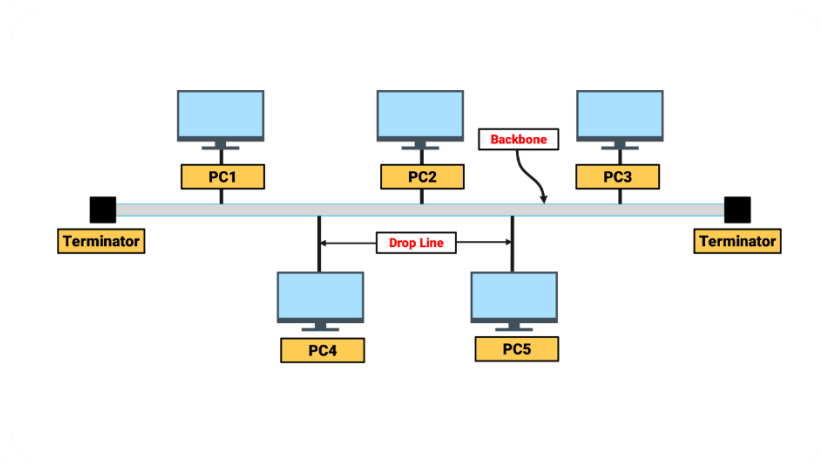 Backbone
PC1
PC2
PC3
Terminator
Drop Line
Terminator
PC4
PC5